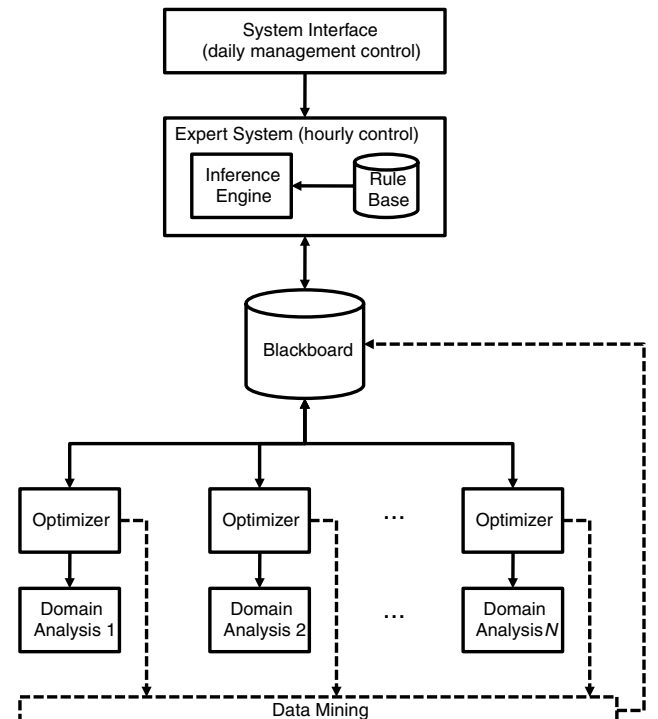 System Interface
(daily management control)
Expert System (hourly control)
Inference
Engine
Rule
Base
Blackboard
Optimizer
Optimizer
...
Optimizer
Domain
Analysis 1
Domain
Analysis 2
...
Domain
Analysis N
Data Mining